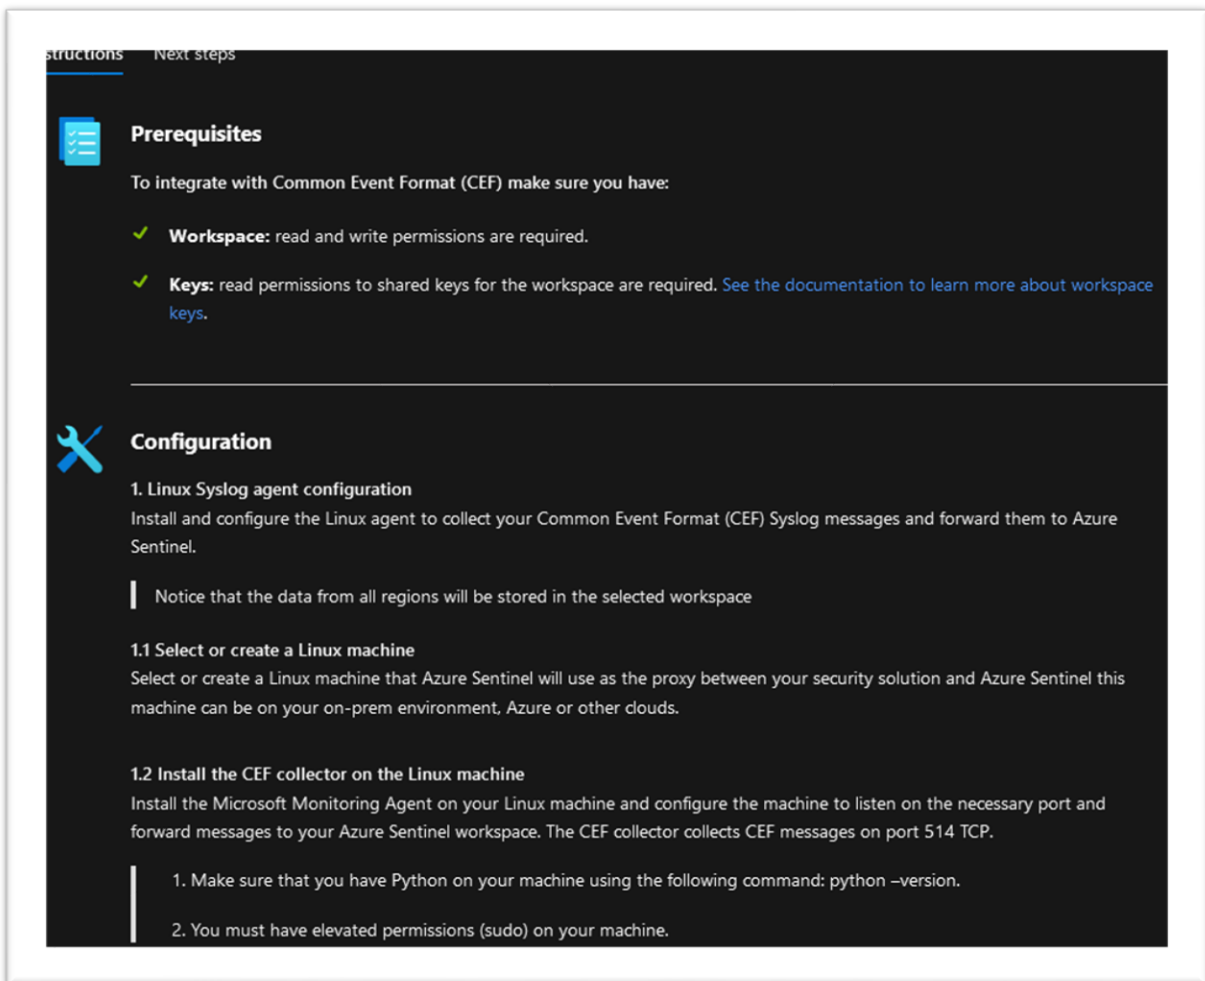 structions Next steps
Prerequisites
To integrate with Common Event Format (CEF) make sure you have:
Workspace: read and write permissions are required.
Keys: read permissions to shared keys for the workspace are required. See the documentation to learn more about workspace
keys.
Configuration
1. Linux Syslog agent configuration
Install and configure the Linux agent to collect your Common Event Format (CEF) Syslog messages and forward them to Azure
Sentinel.
Notice that the data from all regions will be stored in the selected workspace
1.1 Select or create a Linux machine
Select or create a Linux machine that Azure Sentinel will use as the proxy between your security solution and Azure Sentinel this
machine can be on your on-prem environment, Azure or other clouds.
1.2 Install the CEF collector on the Linux machine
Install the Microsoft Monitoring Agent on your Linux machine and configure the machine to listen on the necessary port and
forward messages to your Azure Sentinel workspace. The CEF collector collects CEF messages on port 514 TCP.
1. Make sure that you have Python on your machine using the following command: python –version.
2. You must have elevated permissions (sudo) on your machine.